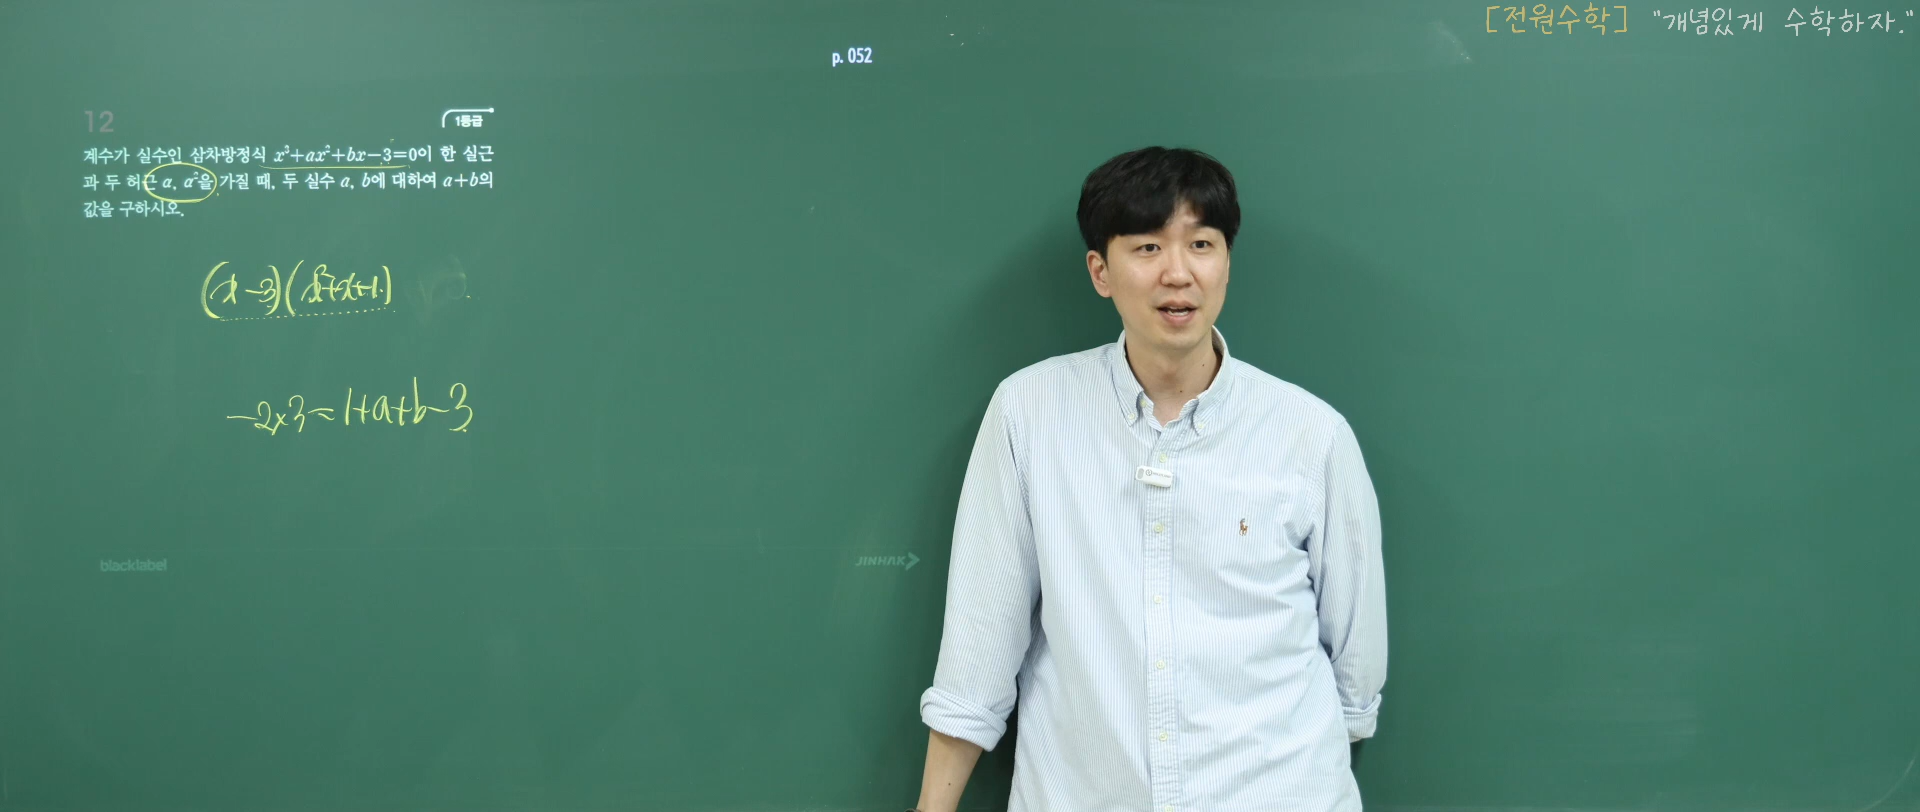 [전원수학] "개념있게 수학하자."
p. 052
12
1등급
계수가 실수인 삼차방정식 x³+ax²+bx−3=0이 한 실근
과 두 허근 α, α²을 가질 때, 두 실수 a, b에 대하여 a+b의
값을 구하시오.
(x−3)(x²+x+1)
−2×3=1+a+b−3
blacklabel
JINHAK